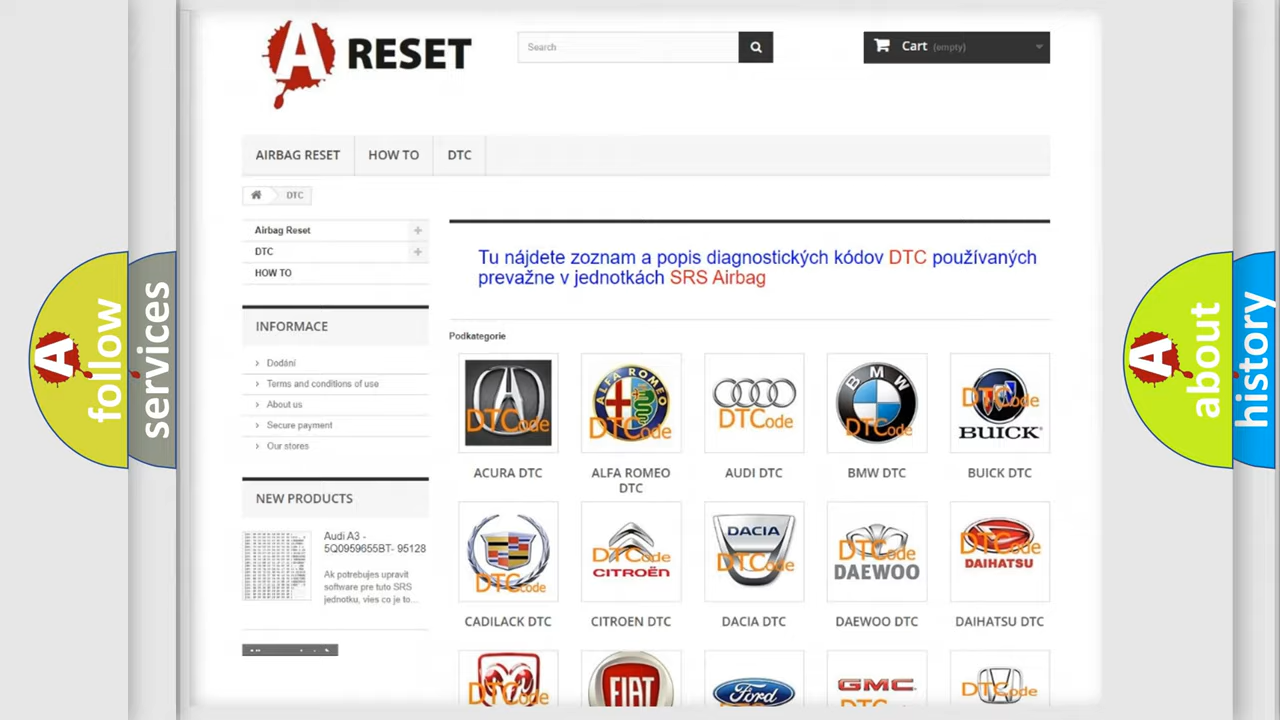 A RESET
Search
Cart (empty)
AIRBAG RESET
HOW TO
DTC
DTC
Airbag Reset
DTC
HOW TO
INFORMACE
Dodání
Terms and conditions of use
About us
Secure payment
Our stores
NEW PRODUCTS
Audi A3 -
5Q0959655BT- 95128
Ak potrebujes upravit
software pre tuto SRS
jednotku, vies co je to...
Tu nájdete zoznam a popis diagnostických kódov DTC používaných
prevažne v jednotkách SRS Airbag
Podkategorie
DTCode
ALFA ROMEO
DTCode
DTCode
BMW
DTCode
DTCode
BUICK
ACURA DTC
ALFA ROMEO
DTC
AUDI DTC
BMW DTC
BUICK DTC
DTCode
DTCode
CITROËN
DACIA
DTCode
DTCode
DAEWOO
DTCode
DAIHATSU
CADILACK DTC
CITROEN DTC
DACIA DTC
DAEWOO DTC
DAIHATSU DTC
DTCode
FIAT
Ford
GMC
DTCode
A follow
services
A about
history